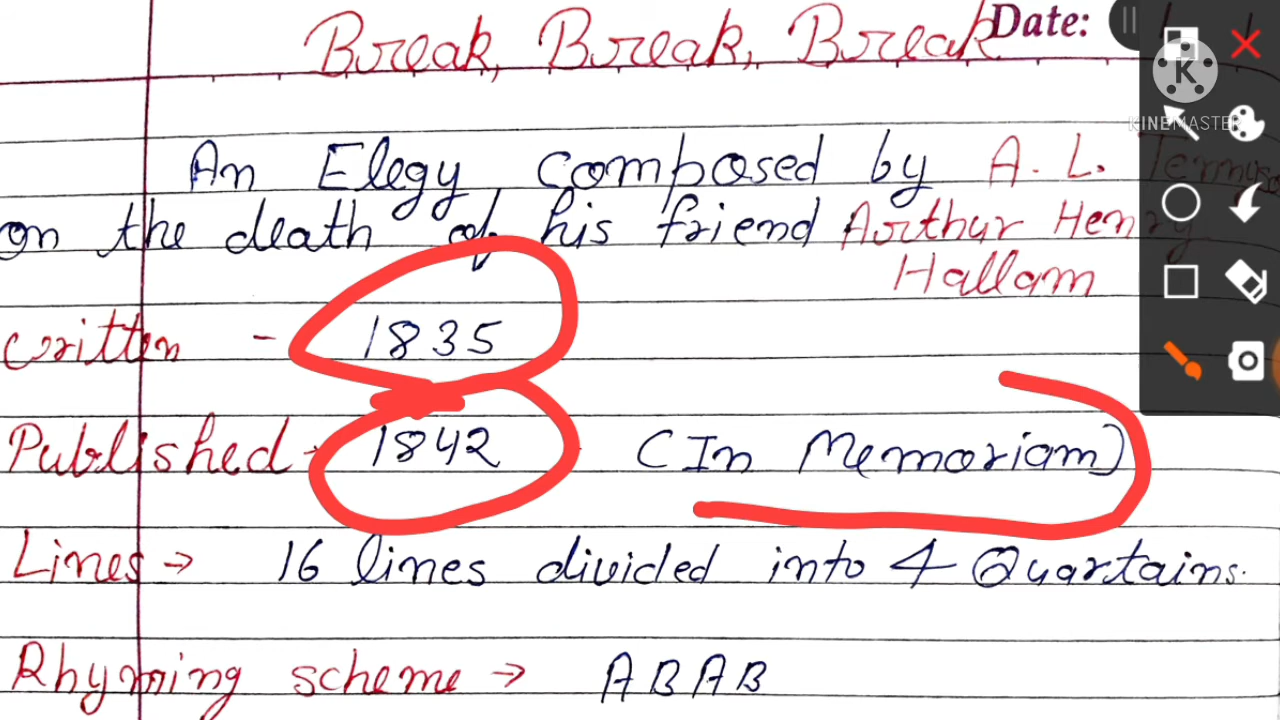 Break, Break, Break
Date:
KINEMASTER
An Elegy composed by A. L. Tennyson
on the death of his friend Arthur Henry
Hallam
Written - 1835
Published - 1842 (In Memoriam)
Lines → 16 lines divided into 4 Quartains.
Rhyming scheme → ABAB